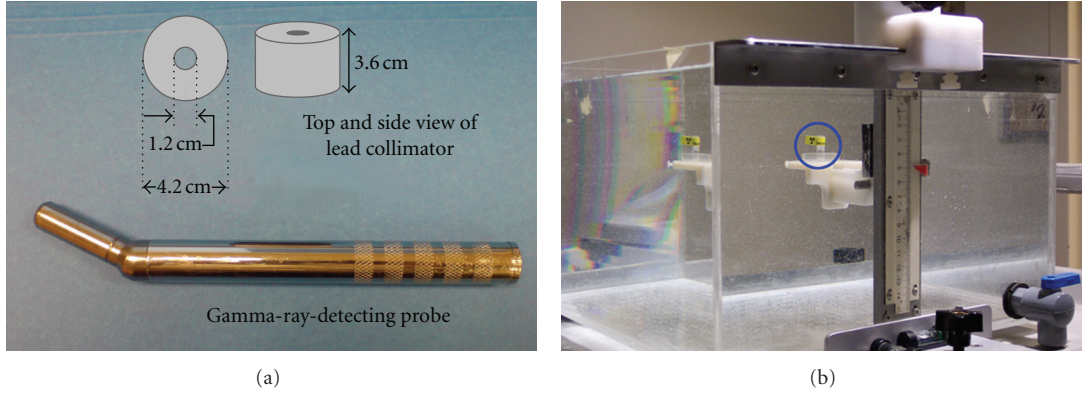 3.6 cm
Top and side view of
lead collimator
1.2 cm
4.2 cm
Gamma-ray-detecting probe
(a)
(b)